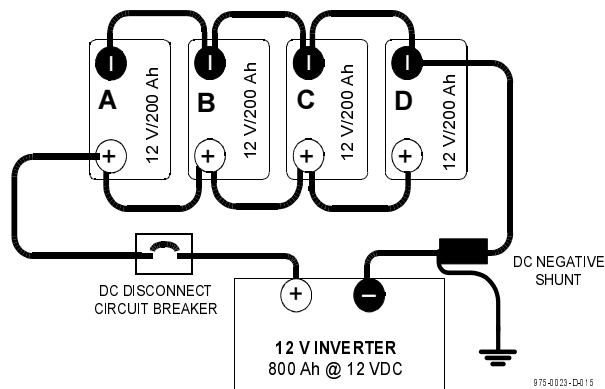 A
12 V/200 Ah
B
12 V/200 Ah
C
12 V/200 Ah
D
12 V/200 Ah
+
+
+
+
DC DISCONNECT
CIRCUIT BREAKER
DC NEGATIVE
SHUNT
+
–
12 V INVERTER
800 Ah @ 12 VDC
975-0023-D-015